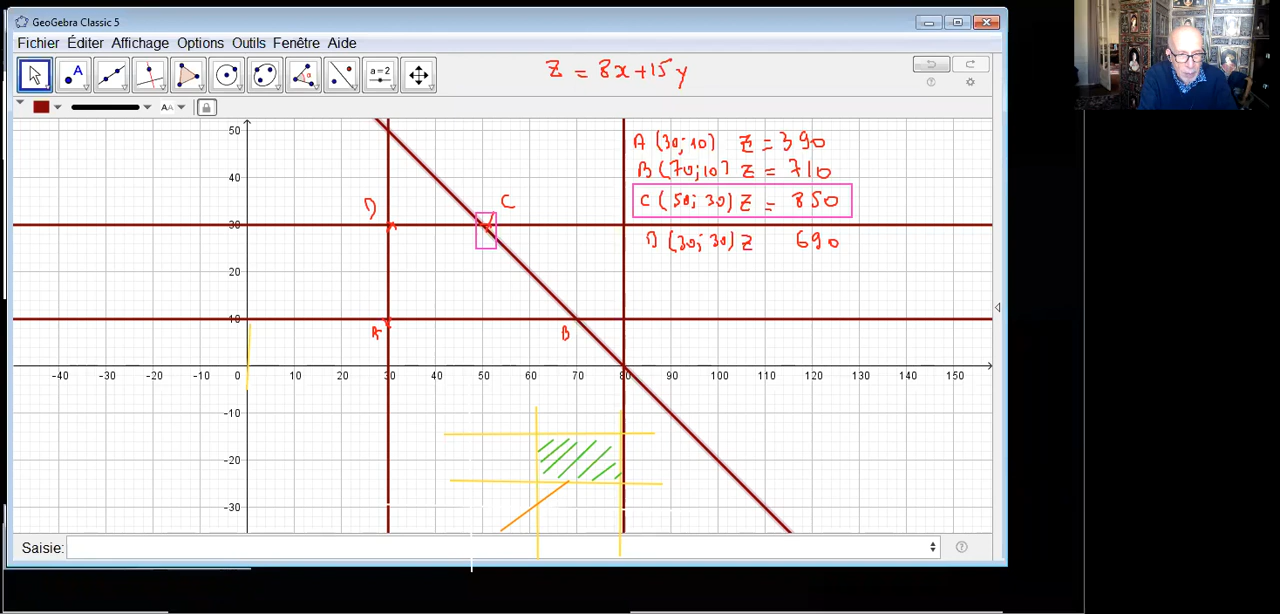 GeoGebra Classic 5
Fichier Éditer Affichage Options Outils Fenêtre Aide
A
a=2
Z = 8x+15y
AA
50
40
30
20
10
-10
-20
-30
-40 -30 -20 -10 0 10 20 30 40 50 60 70 80 90 100 110 120 130 140 150
D
C
A
B
A (30; 10) Z = 390
B (70; 10) Z = 710
C (50; 30) Z = 850
D (30; 30) Z 690
Saisie: